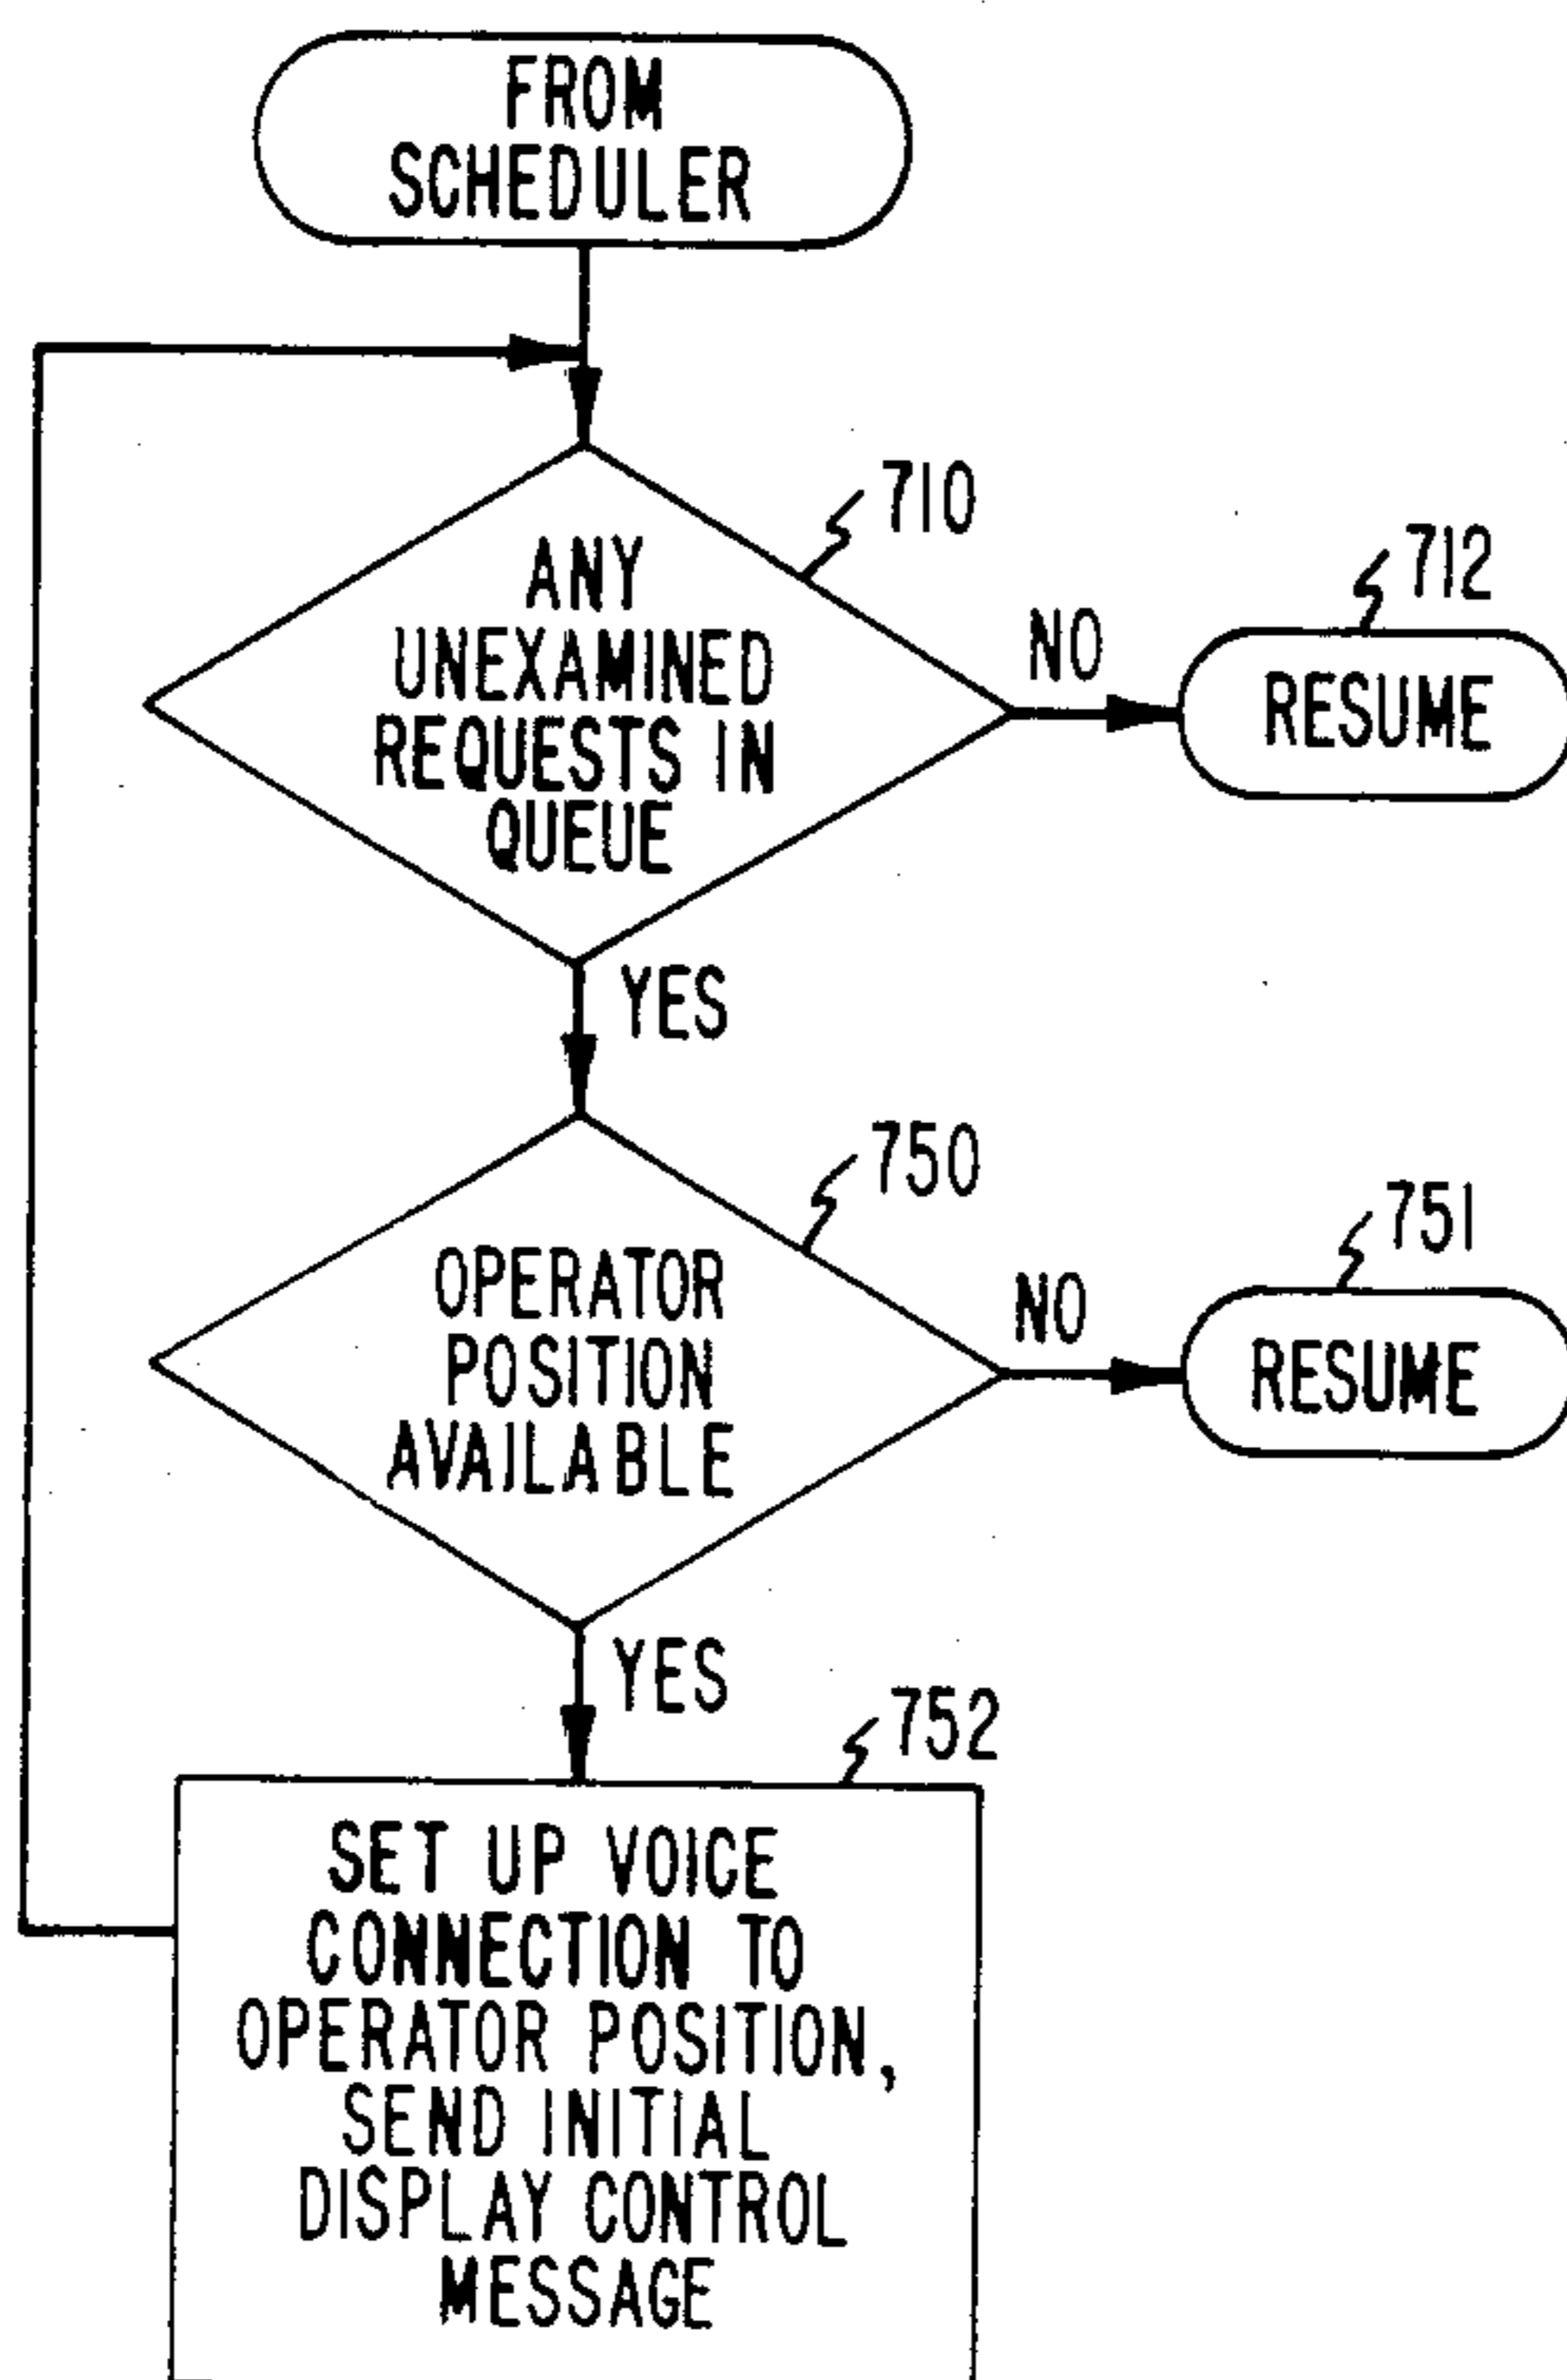 FROM
SCHEDULER
710
ANY
UNEXAMINED
REQUESTS IN
QUEUE
NO
712
RESUME
YES
750
OPERATOR
POSITION
AVAILABLE
NO
751
RESUME
YES
752
SET UP VOICE
CONNECTION TO
OPERATOR POSITION,
SEND INITIAL
DISPLAY CONTROL
MESSAGE